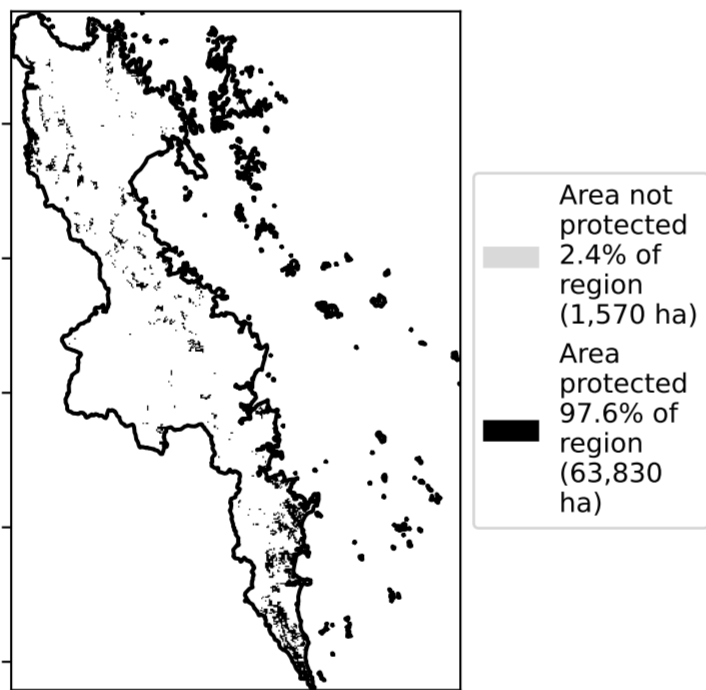 Area not
protected
2.4% of
region
(1,570 ha)
Area
protected
97.6% of
region
(63,830
ha)